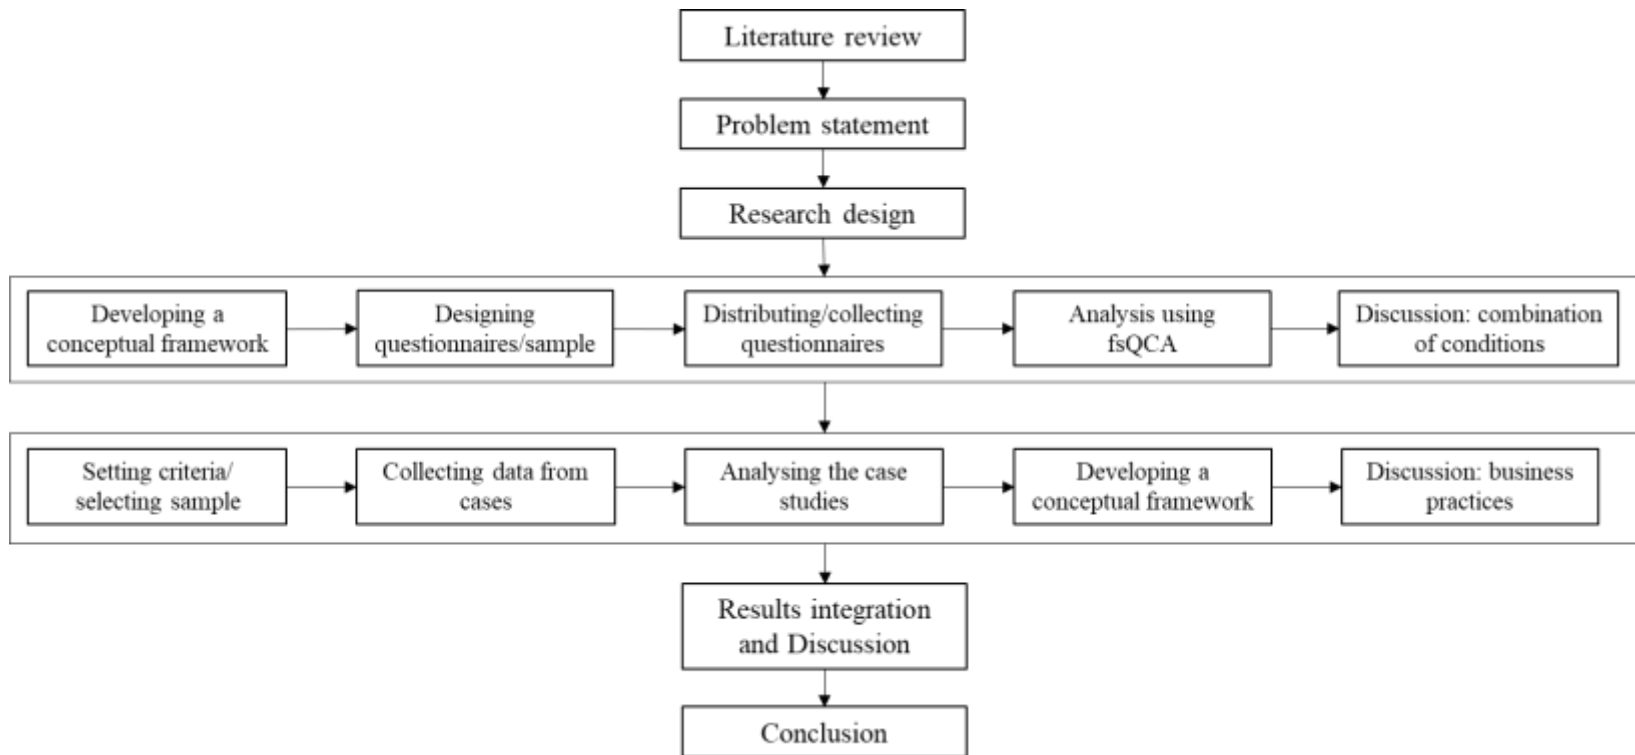 Literature review
Problem statement
Research design
Developing a
conceptual framework
Designing
questionnaires/sample
Distributing/collecting
questionnaires
Analysis using
fsQCA
Discussion: combination
of conditions
Setting criteria/
selecting sample
Collecting data from
cases
Analysing the case
studies
Developing a
conceptual framework
Discussion: business
practices
Results integration
and Discussion
Conclusion